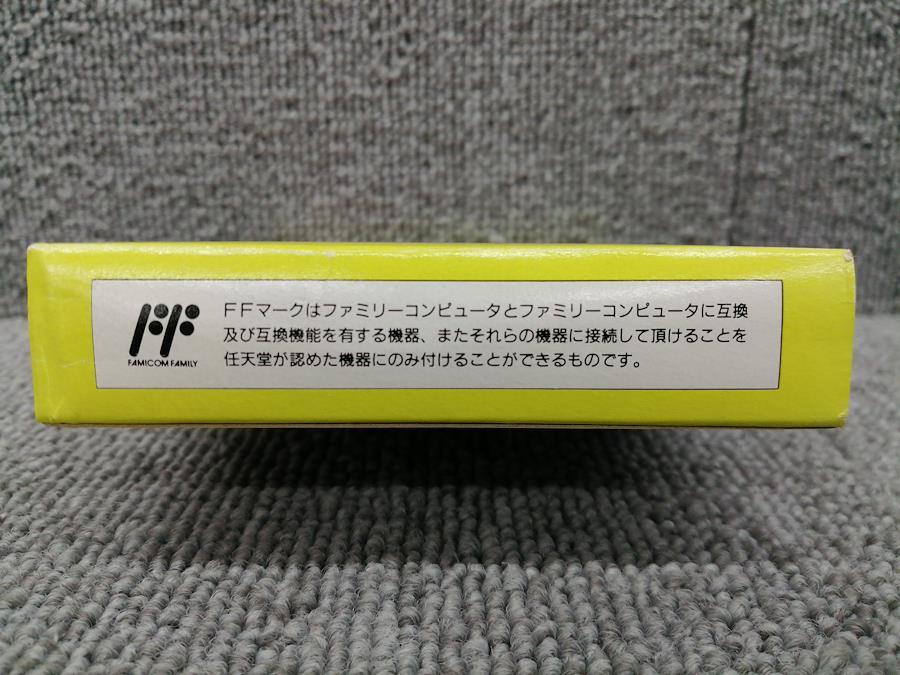 FFマークはファミリーコンピュータとファミリーコンピュータに互換
及び互換機能を有する機器、またそれらの機器に接続して頂けることを
任天堂が認めた機器にのみ付けることができるものです。
FF
FAMICOM FAMILY